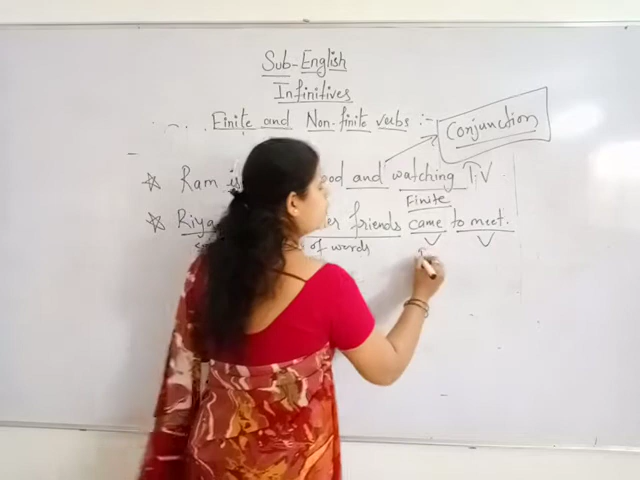 Sub-English
Infinitives
Finite and Non-finite verbs :-
Conjunction
Ram is ood and watching T.V
Finite
Riya er friends came to meet.
V V
of words